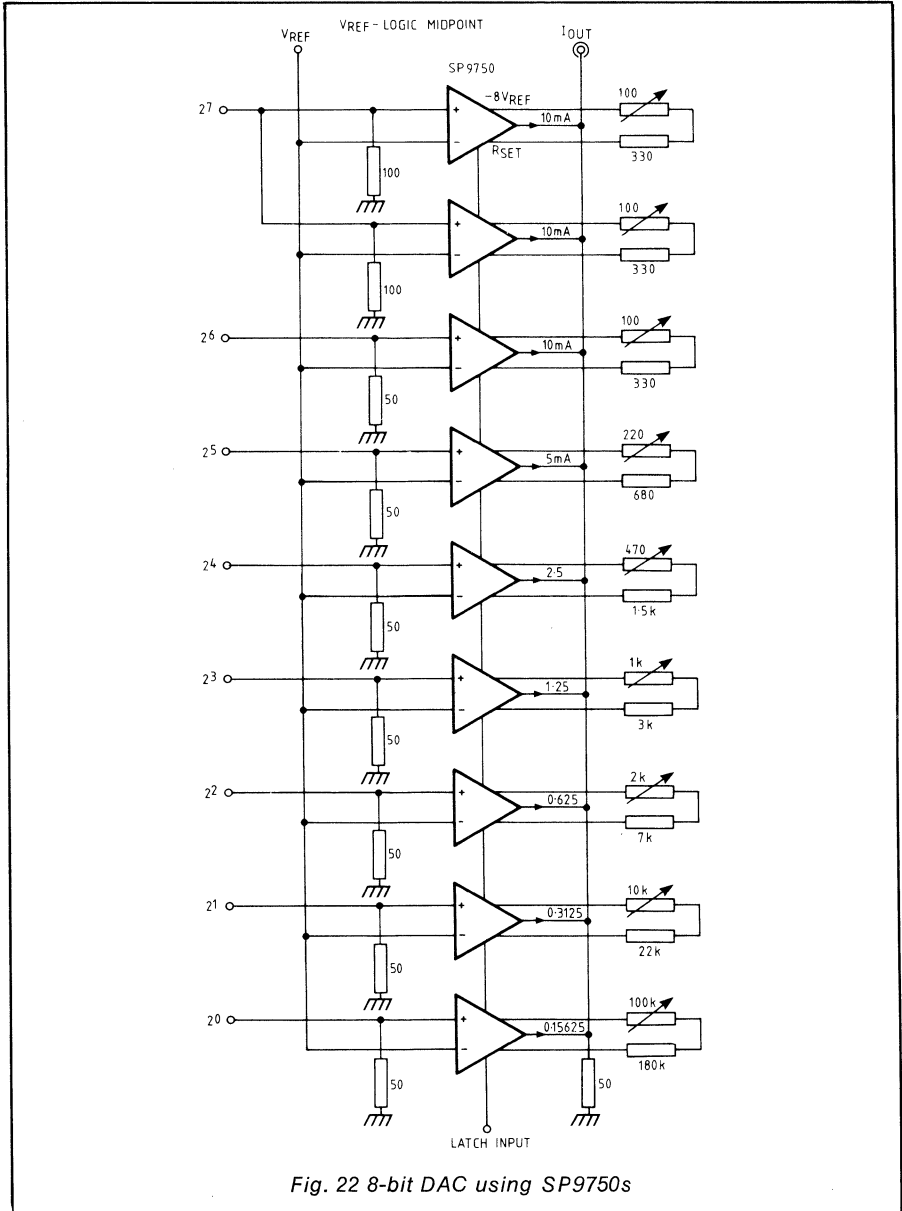 VREF - LOGIC MIDPOINT
VREF
IOUT
SP9750
27
+
-
-8VREF
10mA
RSET
100
100
330
+
-
10mA
100
100
330
26
+
-
10mA
50
100
330
25
+
-
5mA
50
220
680
24
+
-
2·5
50
470
1·5k
23
+
-
1·25
50
1k
3k
22
+
-
0·625
50
2k
7k
21
+
-
0·3125
50
10k
22k
20
+
-
0·15625
50
100k
180k
50
LATCH INPUT
Fig. 22 8-bit DAC using SP9750s